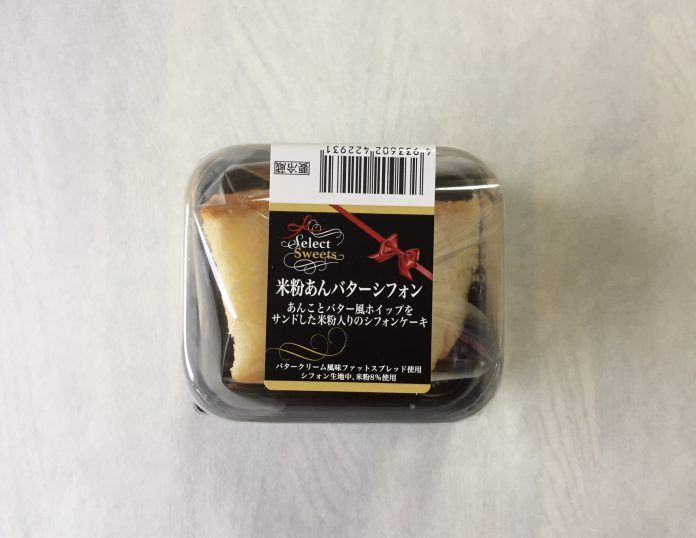 4 933602 422931
要冷蔵
Select
Sweets
米粉あんバターシフォン
あんことバター風ホイップを
サンドした米粉入りのシフォンケーキ
バタークリーム風味ファットスプレッド使用
シフォン生地中、米粉8%使用